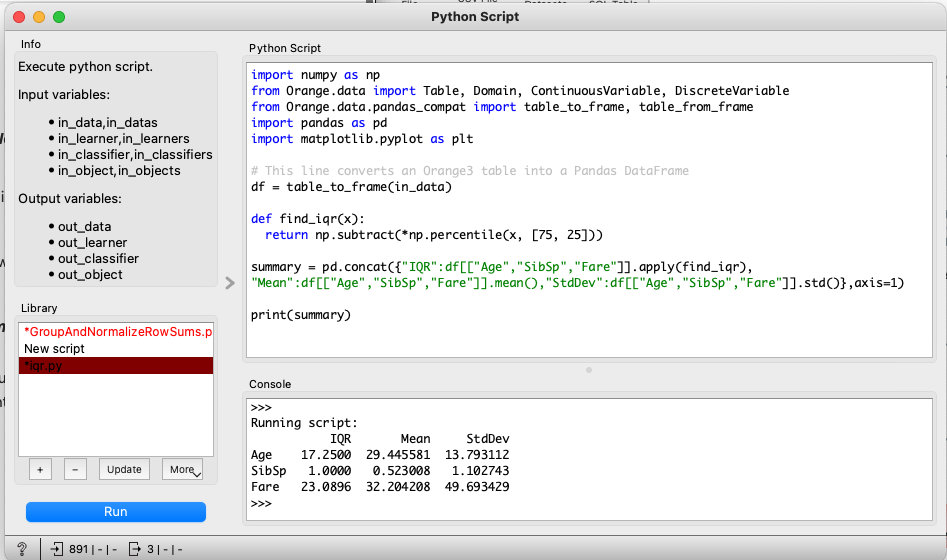 Python Script
Info
Execute python script.
Input variables:
• in_data,in_datas
• in_learner,in_learners
• in_classifier,in_classifiers
• in_object,in_objects
Output variables:
• out_data
• out_learner
• out_classifier
• out_object
Library
*GroupAndNormalizeRowSums.p
New script
*iqr.py
+ − Update More
Run
? 891 | - | - 3 | - | -
Python Script
import numpy as np
from Orange.data import Table, Domain, ContinuousVariable, DiscreteVariable
from Orange.data.pandas_compat import table_to_frame, table_from_frame
import pandas as pd
import matplotlib.pyplot as plt
# This line converts an Orange3 table into a Pandas DataFrame
df = table_to_frame(in_data)
def find_iqr(x):
  return np.subtract(*np.percentile(x, [75, 25]))
summary = pd.concat({"IQR":df[["Age","SibSp","Fare"]].apply(find_iqr),
"Mean":df[["Age","SibSp","Fare"]].mean(),"StdDev":df[["Age","SibSp","Fare"]].std()},axis=1)
print(summary)
Console
>>>
Running script:
IQR Mean StdDev
Age 17.2500 29.445581 13.793112
SibSp 1.0000 0.523008 1.102743
Fare 23.0896 32.204208 49.693429
>>>